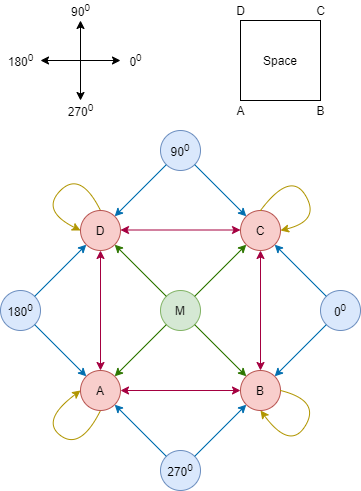 90⁰
D C
180⁰ 0⁰ Space
270⁰ A B
90⁰
D C
180⁰ M 0⁰
A B
270⁰